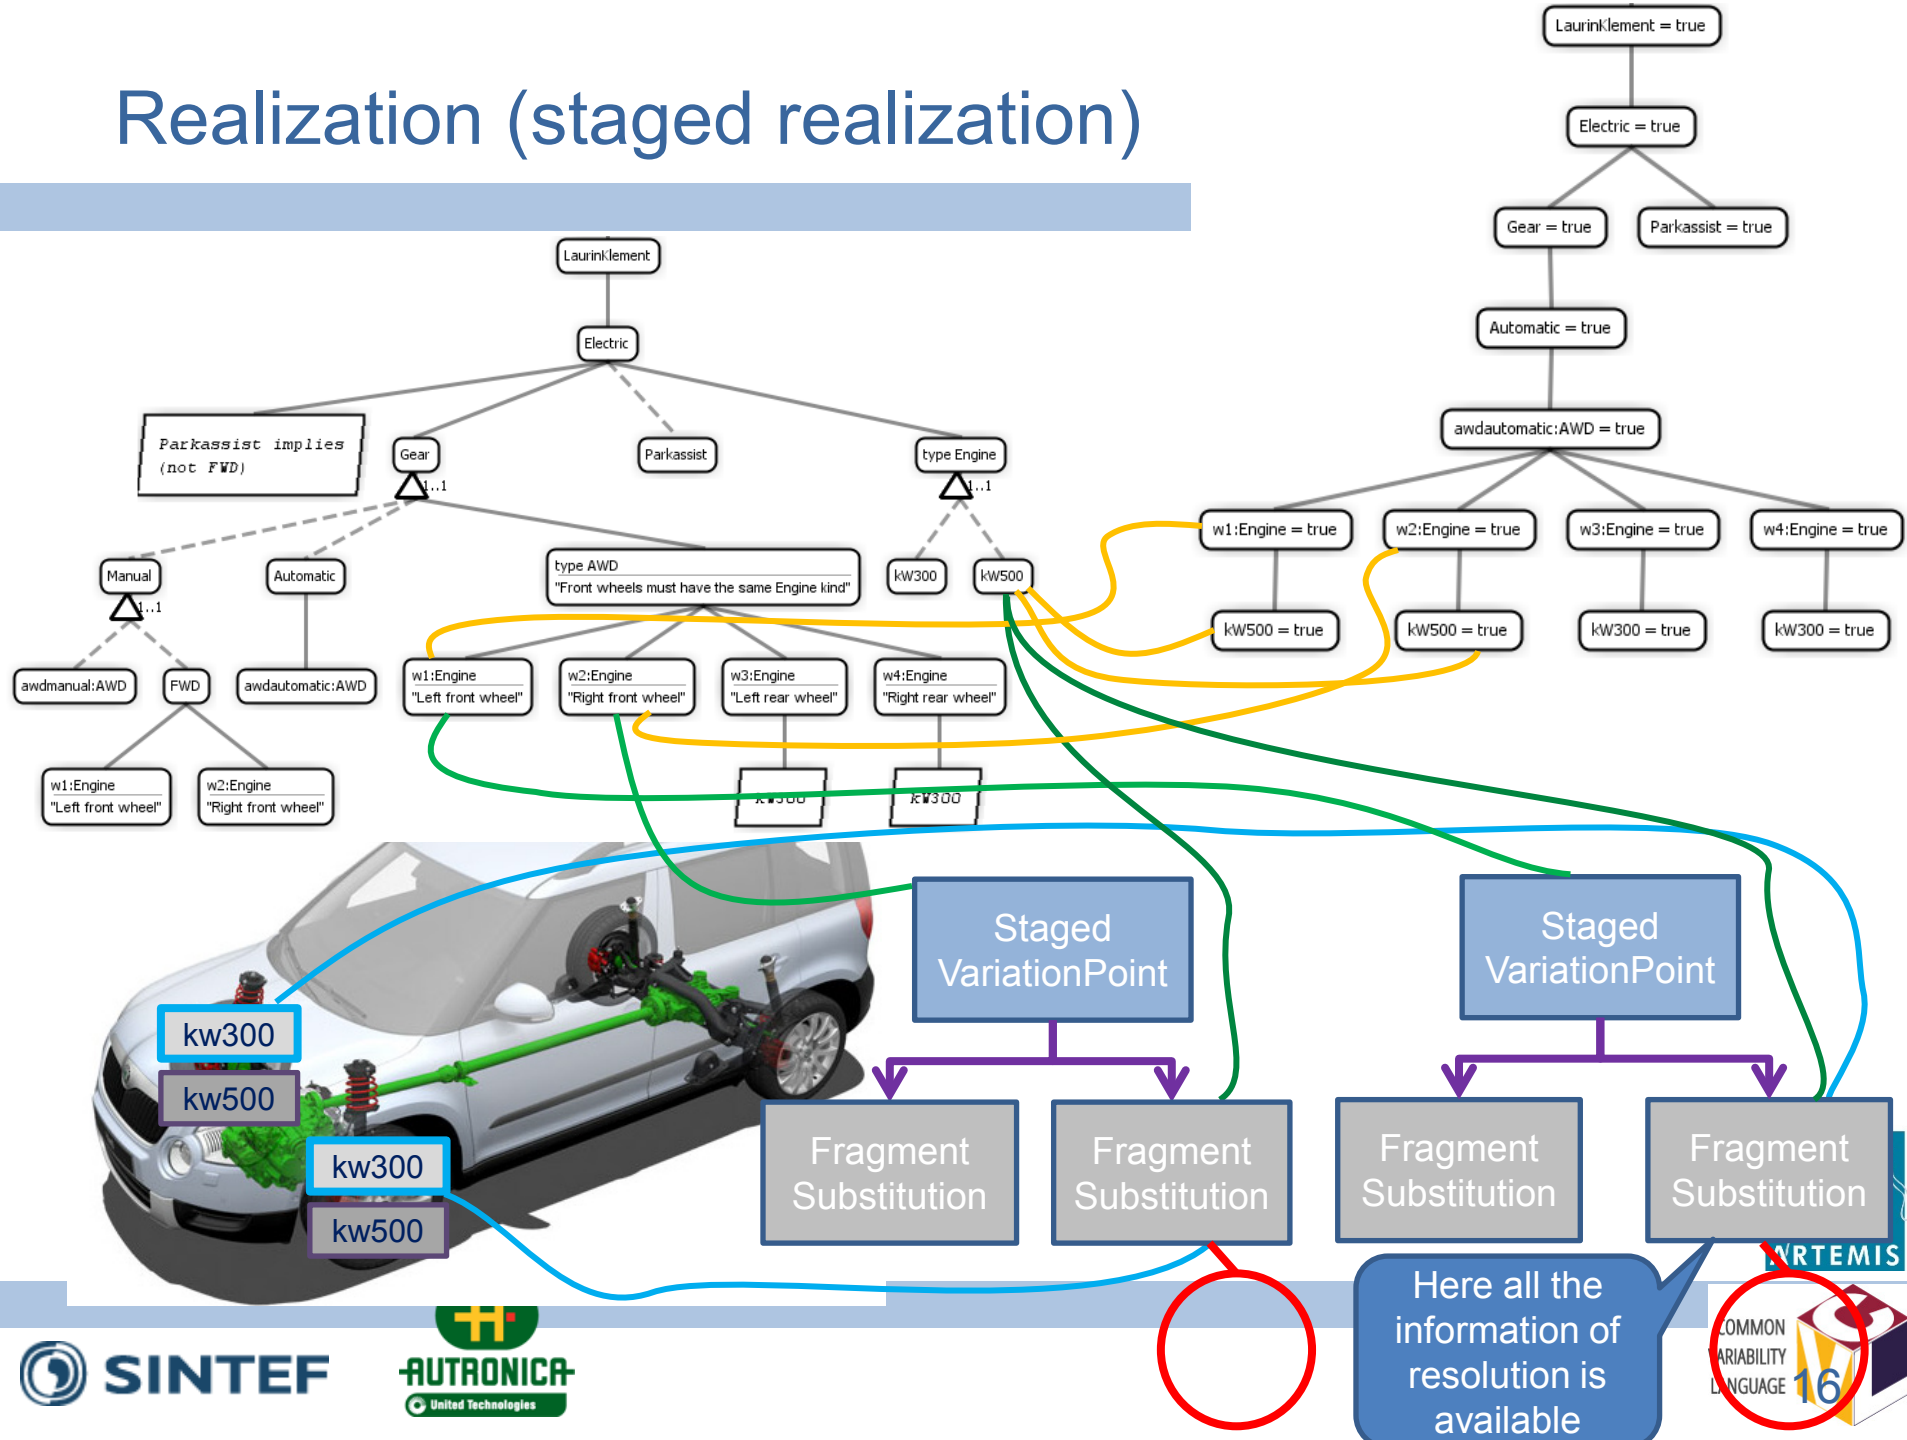 Realization (staged realization)
LaurinKlement
Electric
Parkassist implies
(not FWD)
Gear
1..1
Parkassist
type Engine
1..1
Manual
1..1
Automatic
type AWD
"Front wheels must have the same Engine kind"
kW300
kW500
awdmanual:AWD
FWD
awdautomatic:AWD
w1:Engine
"Left front wheel"
w2:Engine
"Right front wheel"
w3:Engine
"Left rear wheel"
w4:Engine
"Right rear wheel"
w1:Engine
"Left front wheel"
w2:Engine
"Right front wheel"
kW300
kW300
LaurinKlement = true
Electric = true
Gear = true
Parkassist = true
Automatic = true
awdautomatic:AWD = true
w1:Engine = true
w2:Engine = true
w3:Engine = true
w4:Engine = true
kW500 = true
kW500 = true
kW300 = true
kW300 = true
kw300
kw500
kw300
kw500
Staged
VariationPoint
Staged
VariationPoint
Fragment
Substitution
Fragment
Substitution
Fragment
Substitution
Fragment
Substitution
Here all the
information of
resolution is
available
ARTEMIS
COMMON
VARIABILITY
LANGUAGE
16
SINTEF
AUTRONICA
United Technologies